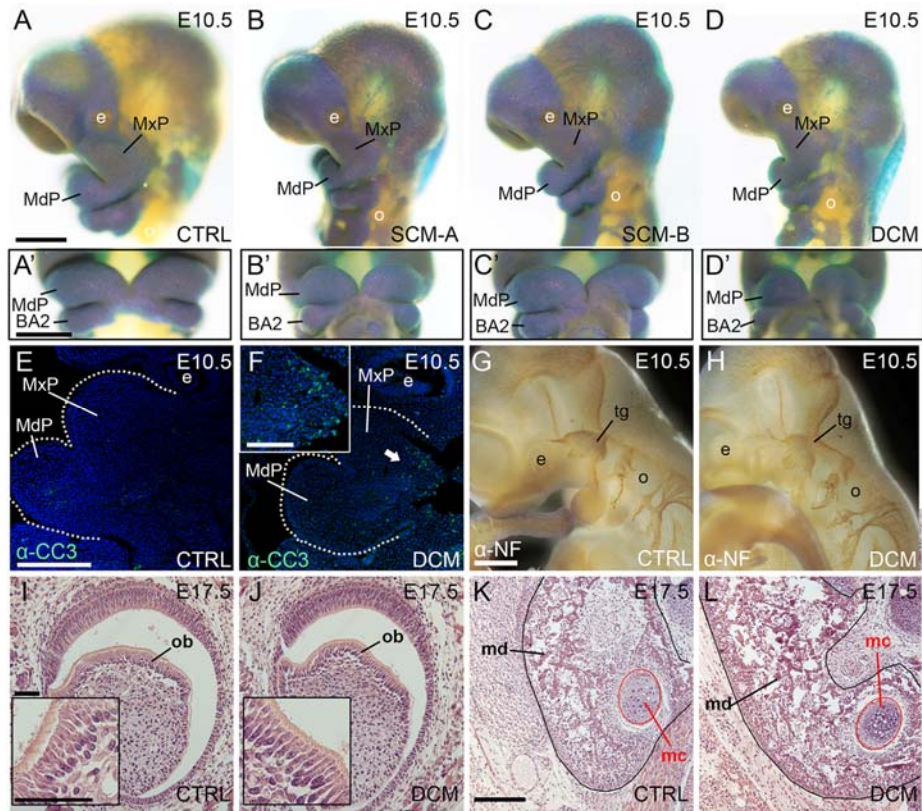 A E10.5 B E10.5 C E10.5 D E10.5
e e e e
MxP MxP MxP MxP
MdP MdP MdP MdP
o o o o
CTRL SCM-A SCM-B DCM
A' B' C' D'
MdP MdP MdP MdP
BA2 BA2 BA2 BA2
E E10.5 F E10.5 G E10.5 H E10.5
e MxP e tg tg
MxP e e
MdP MdP o o
α-CC3 CTRL α-CC3 DCM α-NF CTRL α-NF DCM
I E17.5 J E17.5 K E17.5 L E17.5
ob ob md mc
md
mc
CTRL DCM CTRL DCM